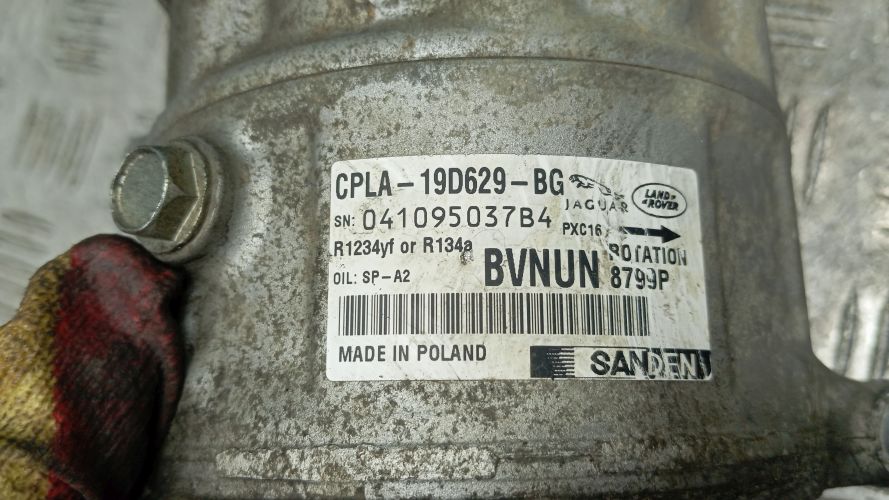 CPLA-19D629-BG
JAGUAR
LAND ROVER
SN: 041095037B4
PXC16
R1234yf or R134a
ROTATION
OIL: SP-A2
BVNUN
8799P
MADE IN POLAND
SANDEN